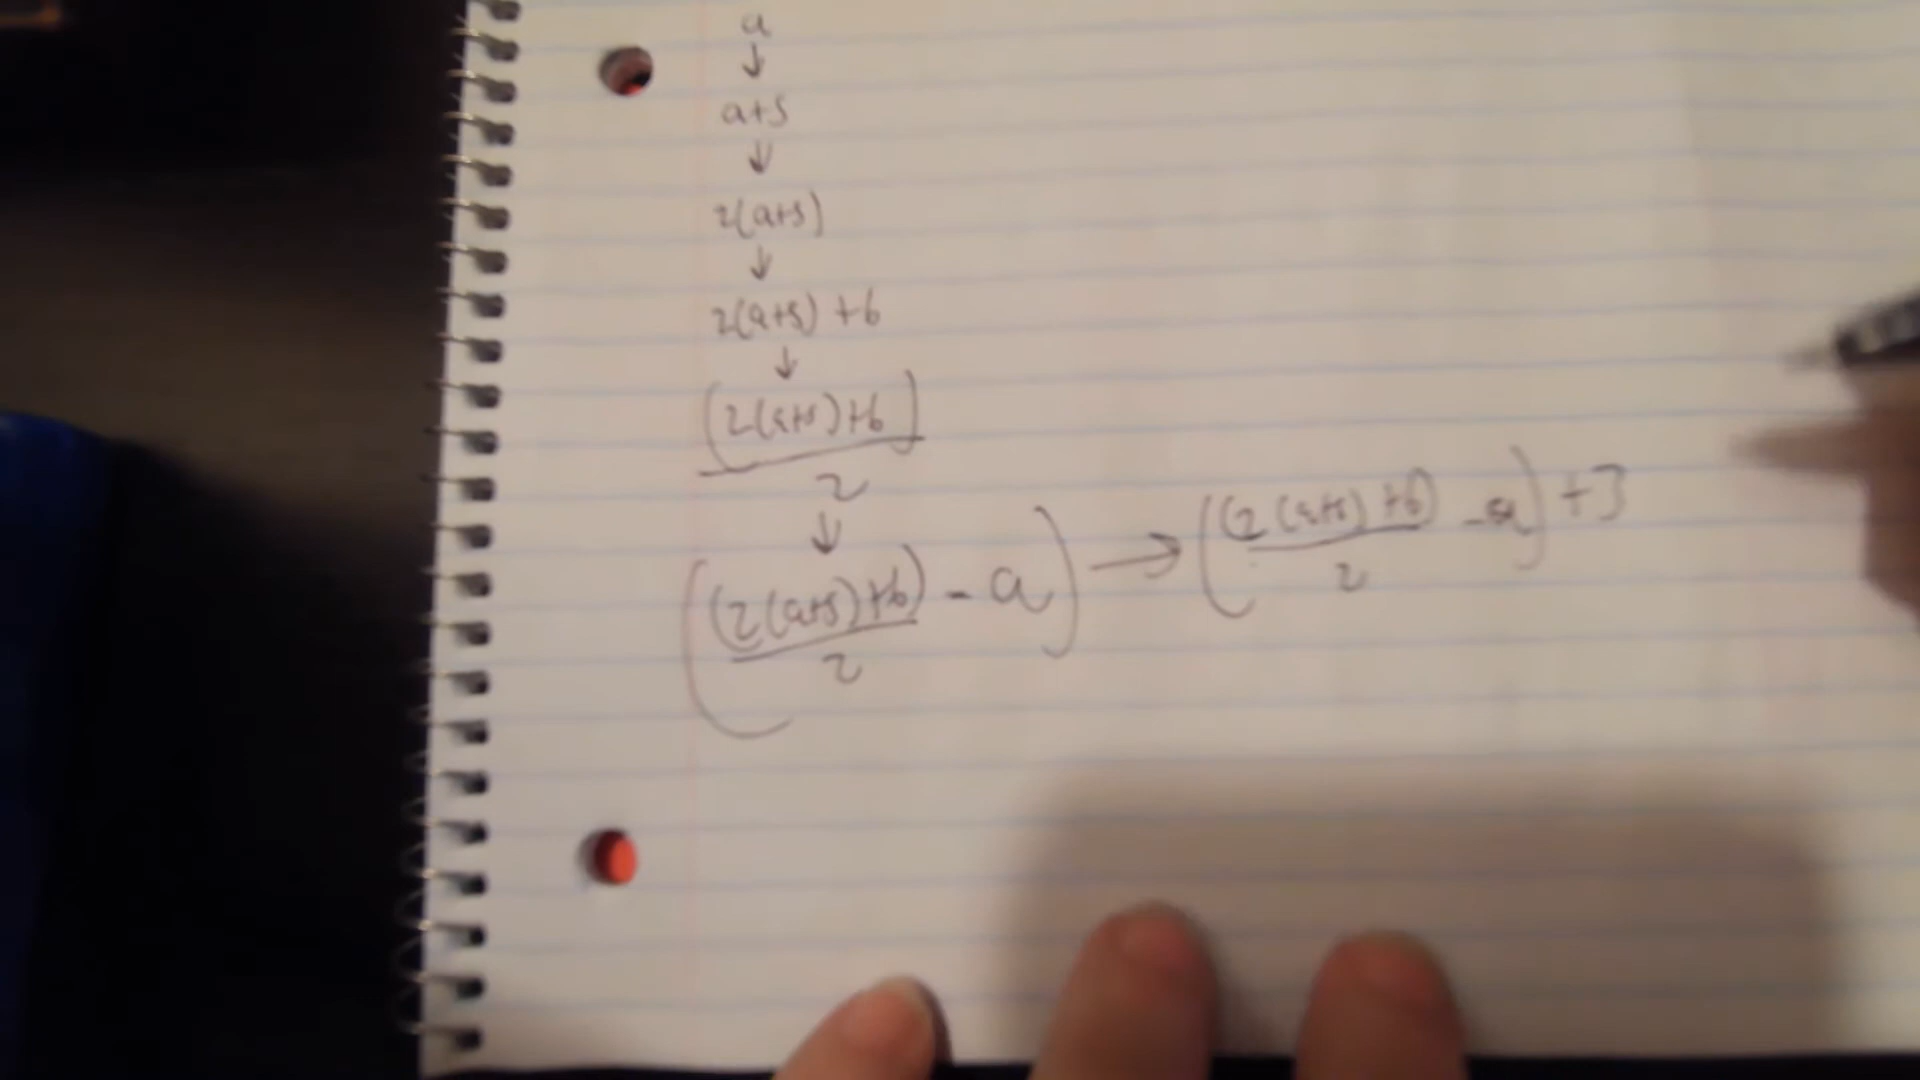 a
↓
a+5
↓
2(a+5)
↓
2(a+5) +6
↓
(2(a+5)+6)
2
↓
((2(a+5)+6)/2 - a) → ((2(a+5)+6)/2 - a) + 3